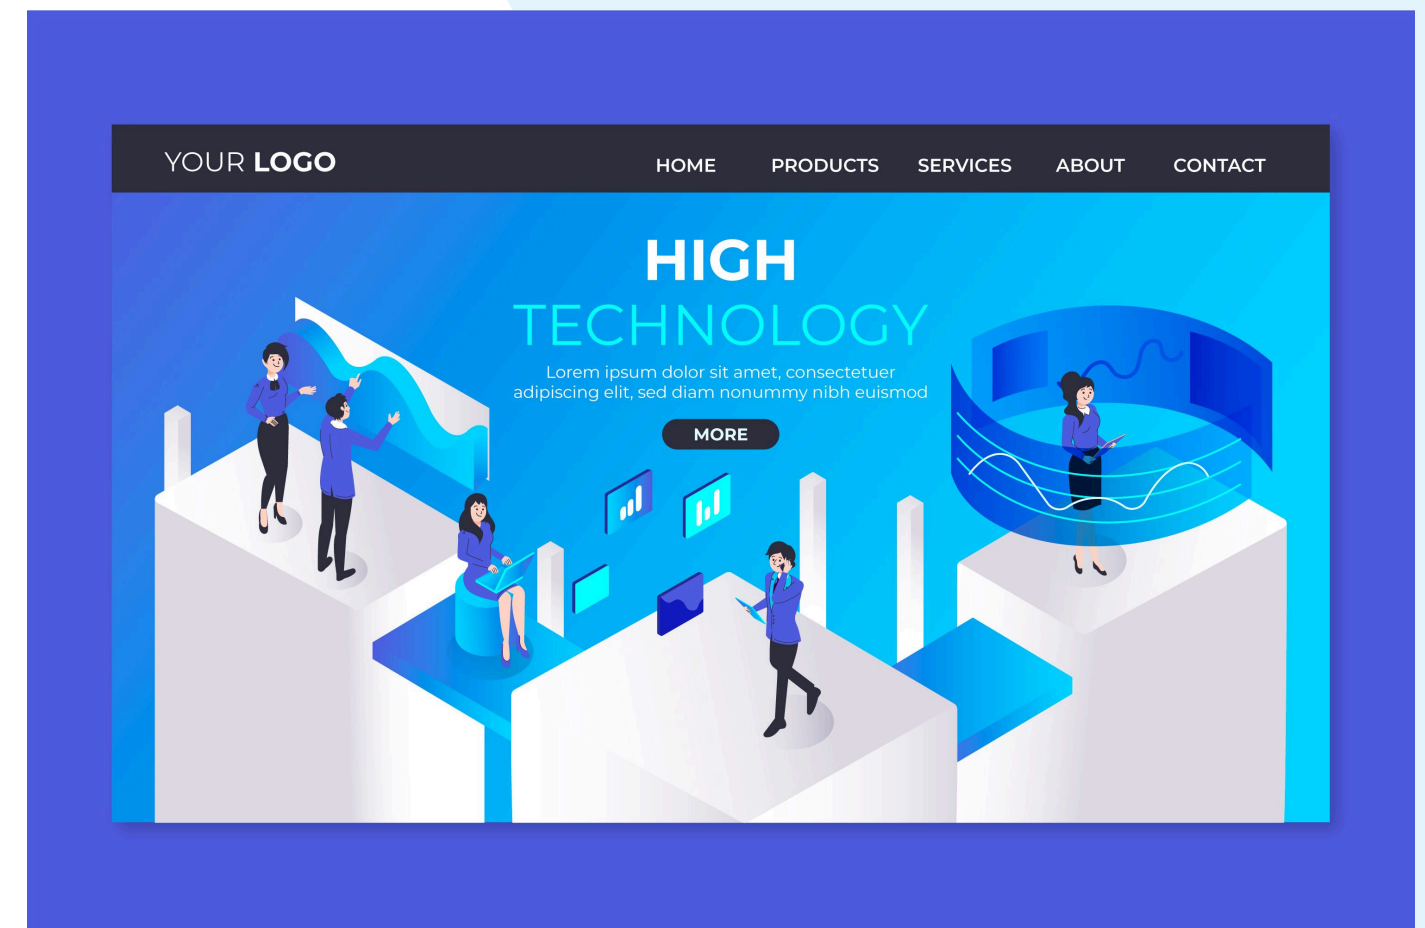 YOUR LOGO
HOME PRODUCTS SERVICES ABOUT CONTACT
HIGH
TECHNOLOGY
Lorem ipsum dolor sit amet, consectetuer
adipiscing elit, sed diam nonummy nibh euismod
MORE